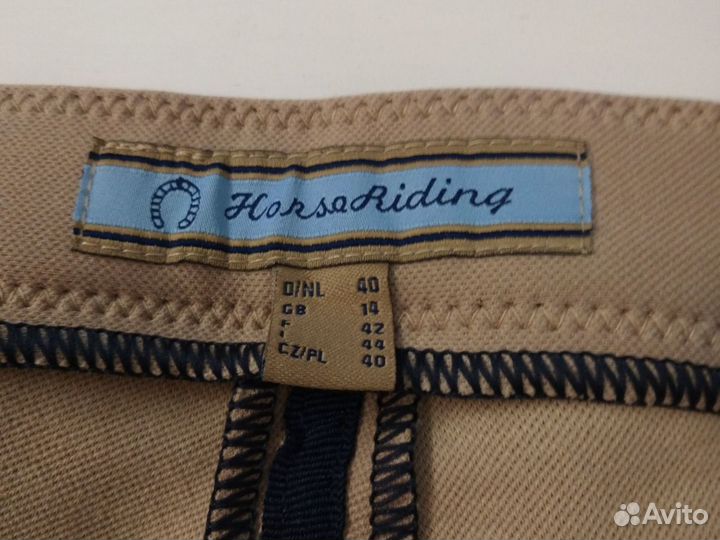 HorseRiding
D/NL 40
GB 14
F 42
I 44
CZ/PL 40
Avito